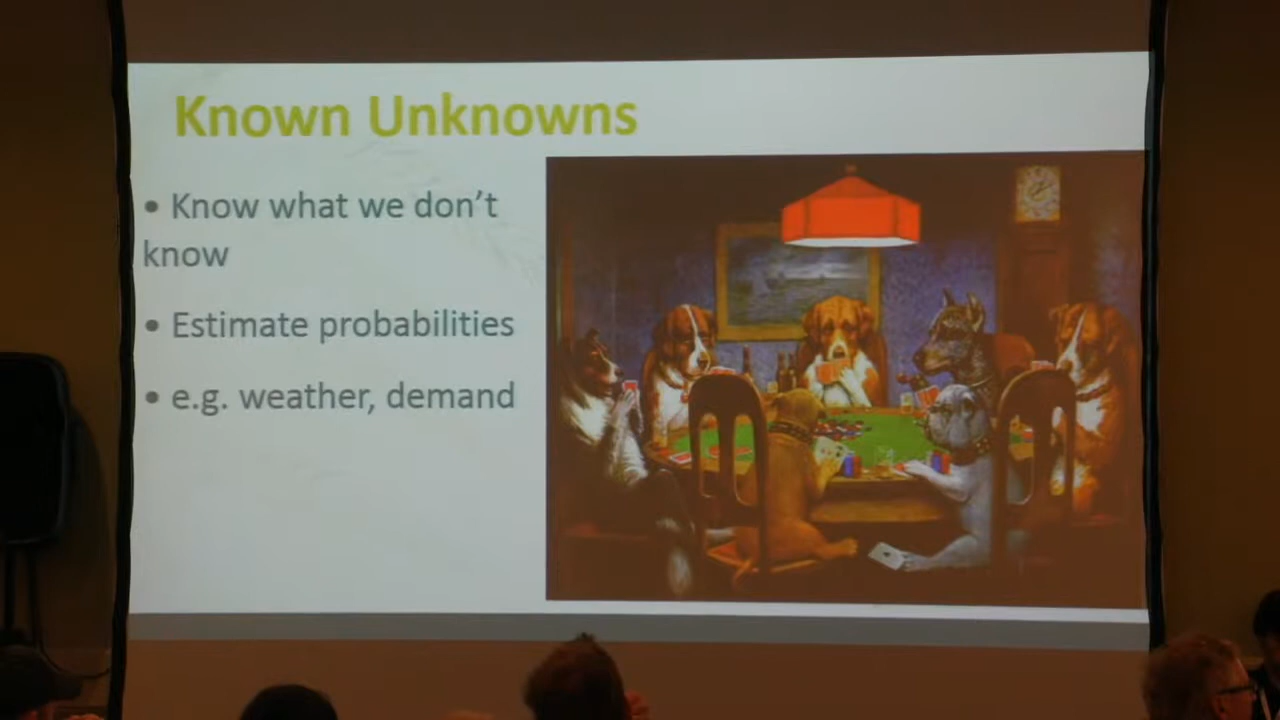 Known Unknowns
• Know what we don't
know
• Estimate probabilities
• e.g. weather, demand